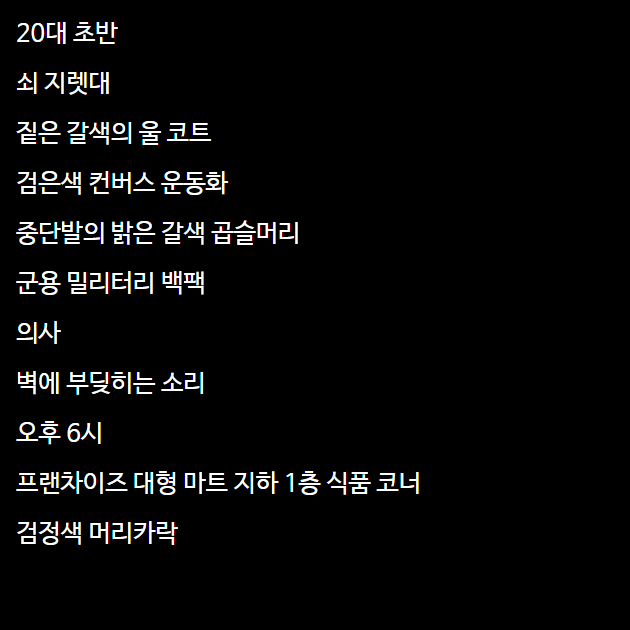 20대 초반
쇠 지렛대
짙은 갈색의 울 코트
검은색 컨버스 운동화
중단발의 밝은 갈색 곱슬머리
군용 밀리터리 백팩
의사
벽에 부딪히는 소리
오후 6시
프랜차이즈 대형 마트 지하 1층 식품 코너
검정색 머리카락